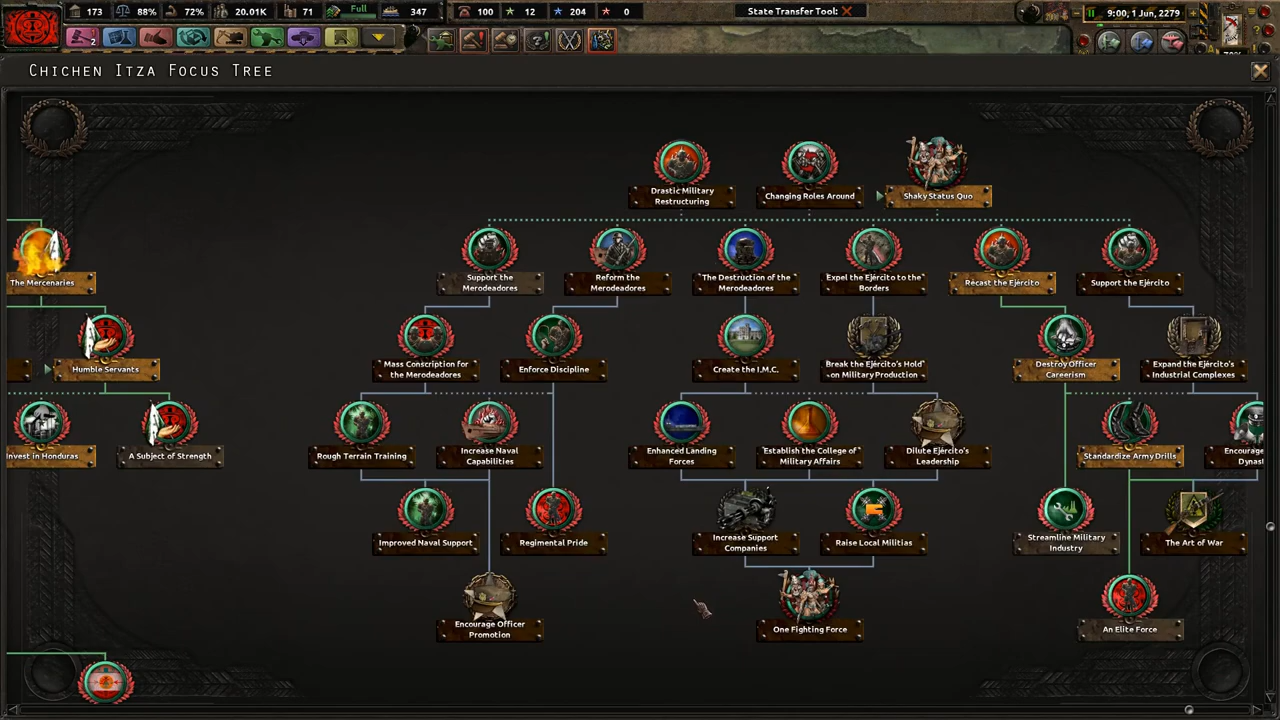 173
88%
72%
20.01K
71
Full
347
100
12
204
0
State Transfer Tool:
9:00, 1 Jun, 2279
Chichen Itza Focus Tree
Drastic Military
Restructuring
Changing Roles Around
Shaky Status Quo
The Mercenaries
Support the
Merodeadores
Reform the
Merodeadores
The Destruction of the
Merodeadores
Expel the Ejército to the
Borders
Recast the Ejército
Support the Ejército
Humble Servants
Mass Conscription for
the Merodeadores
Enforce Discipline
Create the I.M.C.
Break the Ejército's Hold
on Military Production
Destroy Officer
Careerism
Expand the Ejército's
Industrial Complexes
Invest in Honduras
A Subject of Strength
Rough Terrain Training
Increase Naval
Capabilities
Enhanced Landing
Forces
Establish the College of
Military Affairs
Dilute Ejército's
Leadership
Standardize Army Drills
Encourage
Dynast
Improved Naval Support
Regimental Pride
Increase Support
Companies
Raise Local Militias
Streamline Military
Industry
The Art of War
Encourage Officer
Promotion
One Fighting Force
An Elite Force